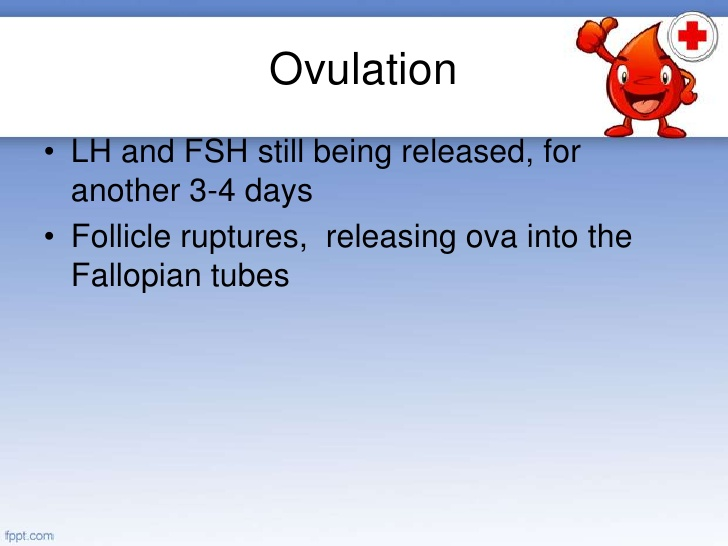 Ovulation
• LH and FSH still being released, for
another 3-4 days
• Follicle ruptures,  releasing ova into the
Fallopian tubes
fppt.com